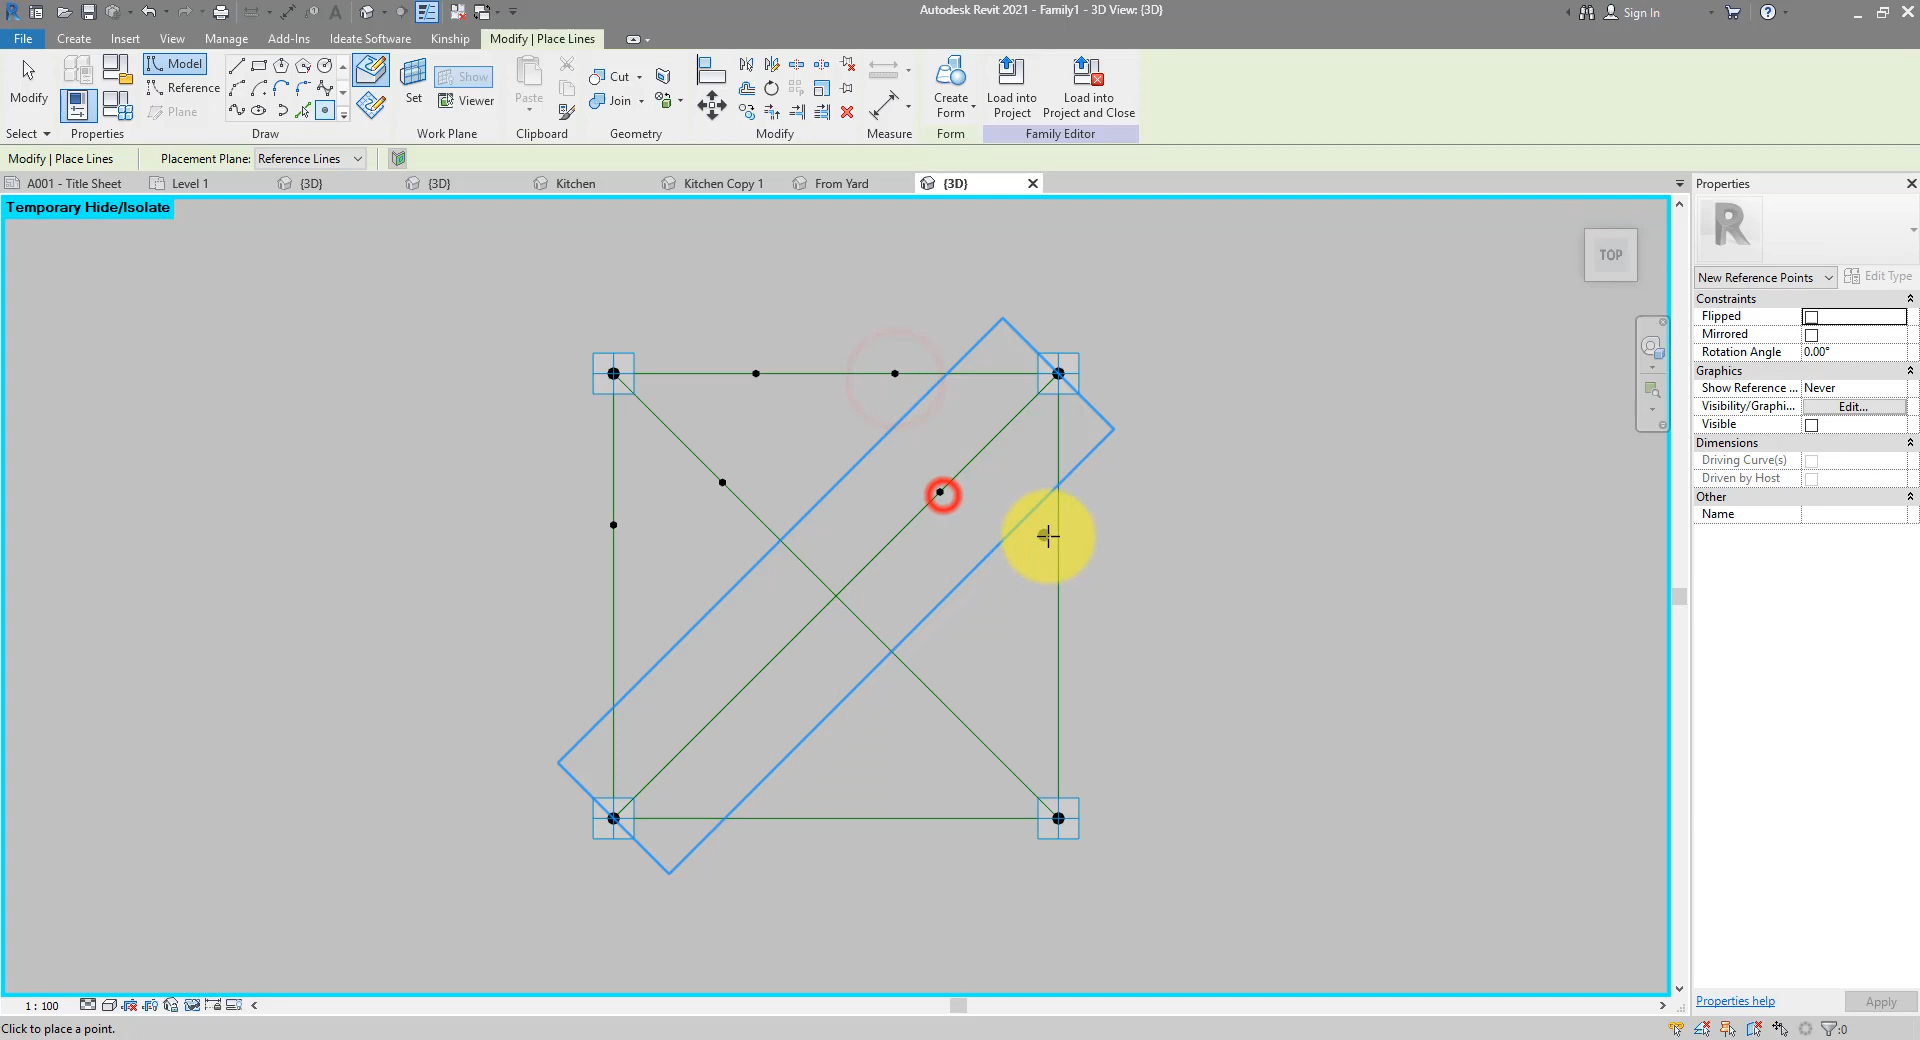 Autodesk Revit 2021 - Family1 - 3D View: {3D}
Sign In
File Create Insert View Manage Add-Ins Ideate Software Kinship Modify | Place Lines
Modify
Model
Reference
Plane
Set
Show
Viewer
Paste
Cut
Join
Create Form
Load into Project
Load into Project and Close
Select Properties Draw Work Plane Clipboard Geometry Modify Measure Form Family Editor
Modify | Place Lines Placement Plane: Reference Lines
A001 - Title Sheet Level 1 {3D} {3D} Kitchen Kitchen Copy 1 From Yard {3D}
Temporary Hide/Isolate
TOP
Properties
R
New Reference Points Edit Type
Constraints
Flipped
Mirrored
Rotation Angle 0.00°
Graphics
Show Reference ... Never
Visibility/Graphi... Edit...
Visible
Dimensions
Driving Curve(s)
Driven by Host
Other
Name
Properties help Apply
1 : 100
Click to place a point.
:0